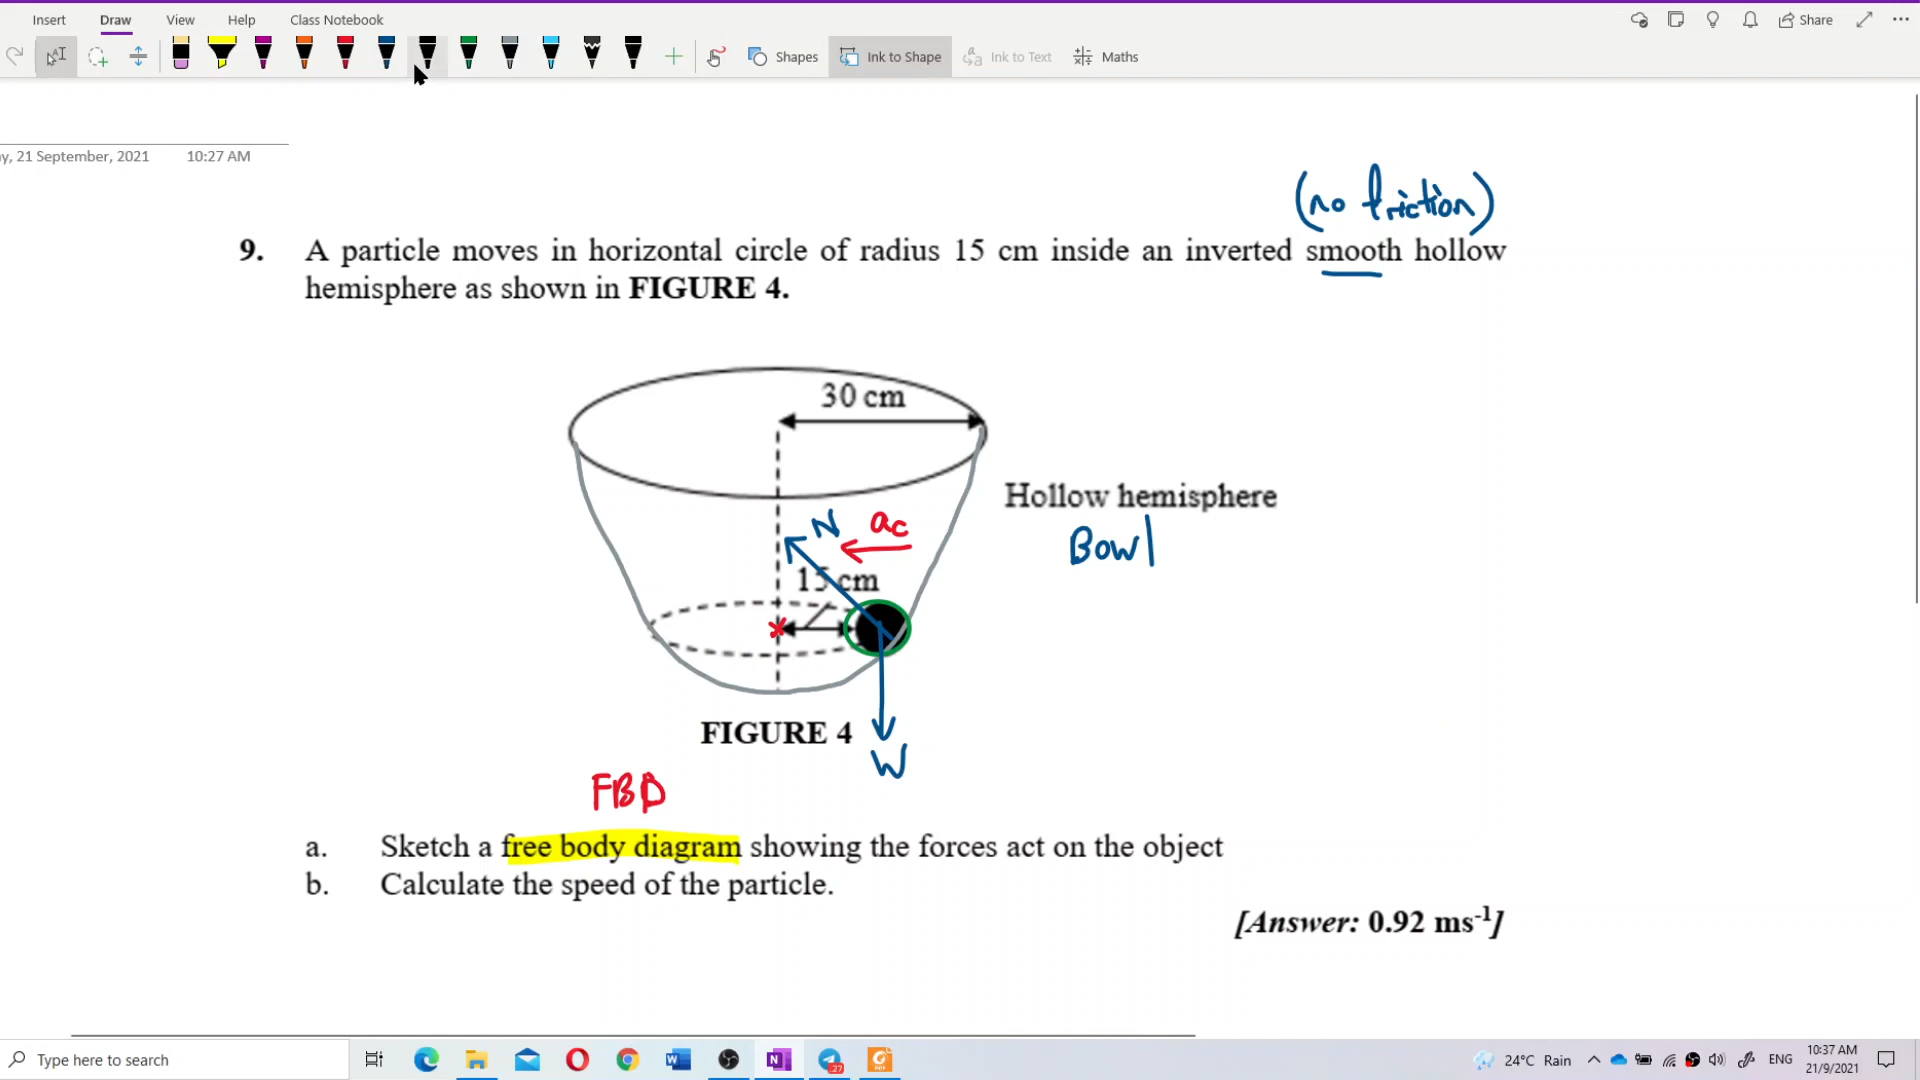 Insert Draw View Help Class Notebook Share
Shapes Ink to Shape Ink to Text Maths
y, 21 September, 2021 10:27 AM
(no friction)
9. A particle moves in horizontal circle of radius 15 cm inside an inverted smooth hollow
hemisphere as shown in FIGURE 4.
30 cm
Hollow hemisphere
N ac
Bowl
15 cm
FIGURE 4
W
FBD
a. Sketch a free body diagram showing the forces act on the object
b. Calculate the speed of the particle.
[Answer: 0.92 ms-1]
Type here to search
24°C Rain ENG 10:37 AM
21/9/2021